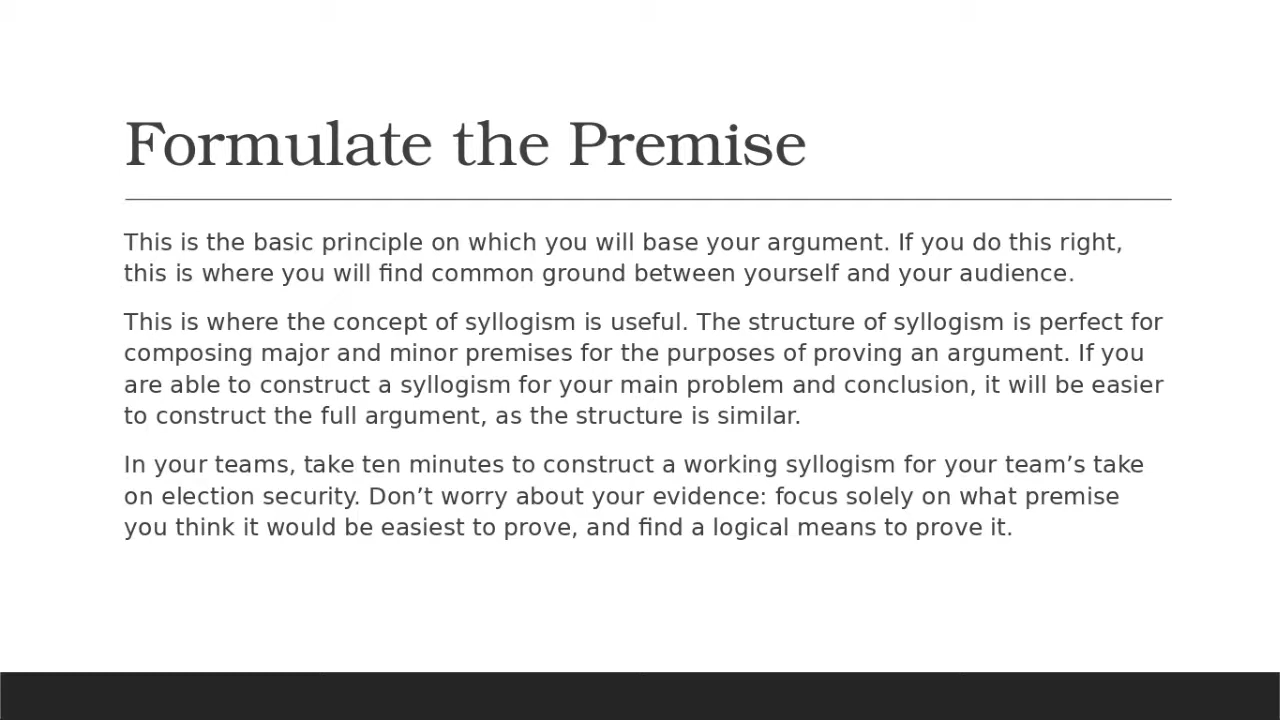 Formulate the Premise
This is the basic principle on which you will base your argument. If you do this right,
this is where you will find common ground between yourself and your audience.
This is where the concept of syllogism is useful. The structure of syllogism is perfect for
composing major and minor premises for the purposes of proving an argument. If you
are able to construct a syllogism for your main problem and conclusion, it will be easier
to construct the full argument, as the structure is similar.
In your teams, take ten minutes to construct a working syllogism for your team’s take
on election security. Don’t worry about your evidence: focus solely on what premise
you think it would be easiest to prove, and find a logical means to prove it.